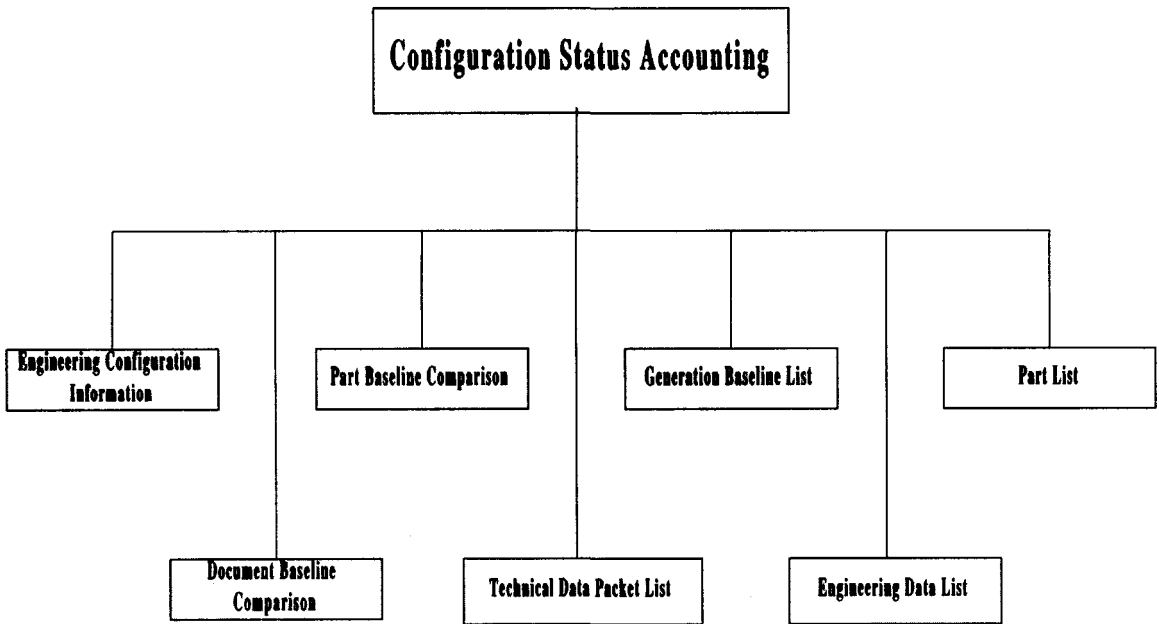 Configuration Status Accounting
Engineering Configuration
Information
Part Baseline Comparison
Generation Baseline List
Part List
Document Baseline
Comparison
Technical Data Packet List
Engineering Data List